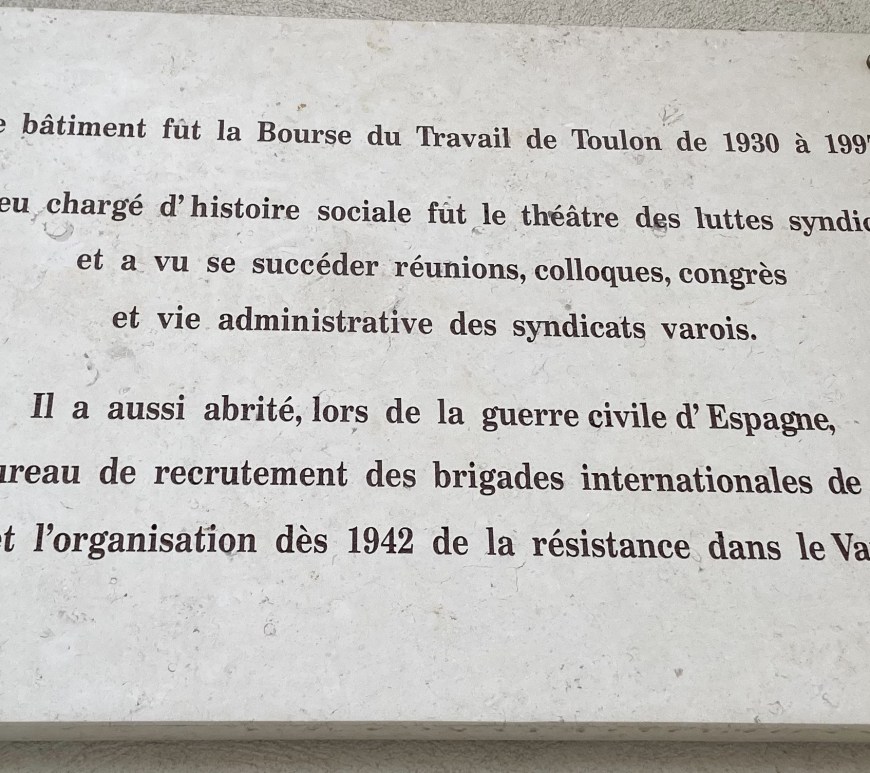 bâtiment fût la Bourse du Travail de Toulon de 1930 à
chargé d'histoire sociale fût le théâtre des luttes
et a vu se succéder réunions, colloques, congrès
et vie administrative des syndicats varois.
Il a aussi abrité, lors de la guerre civile d'Espagne,
de recrutement des brigades internationales de
l'organisation dès 1942 de la résistance dans le